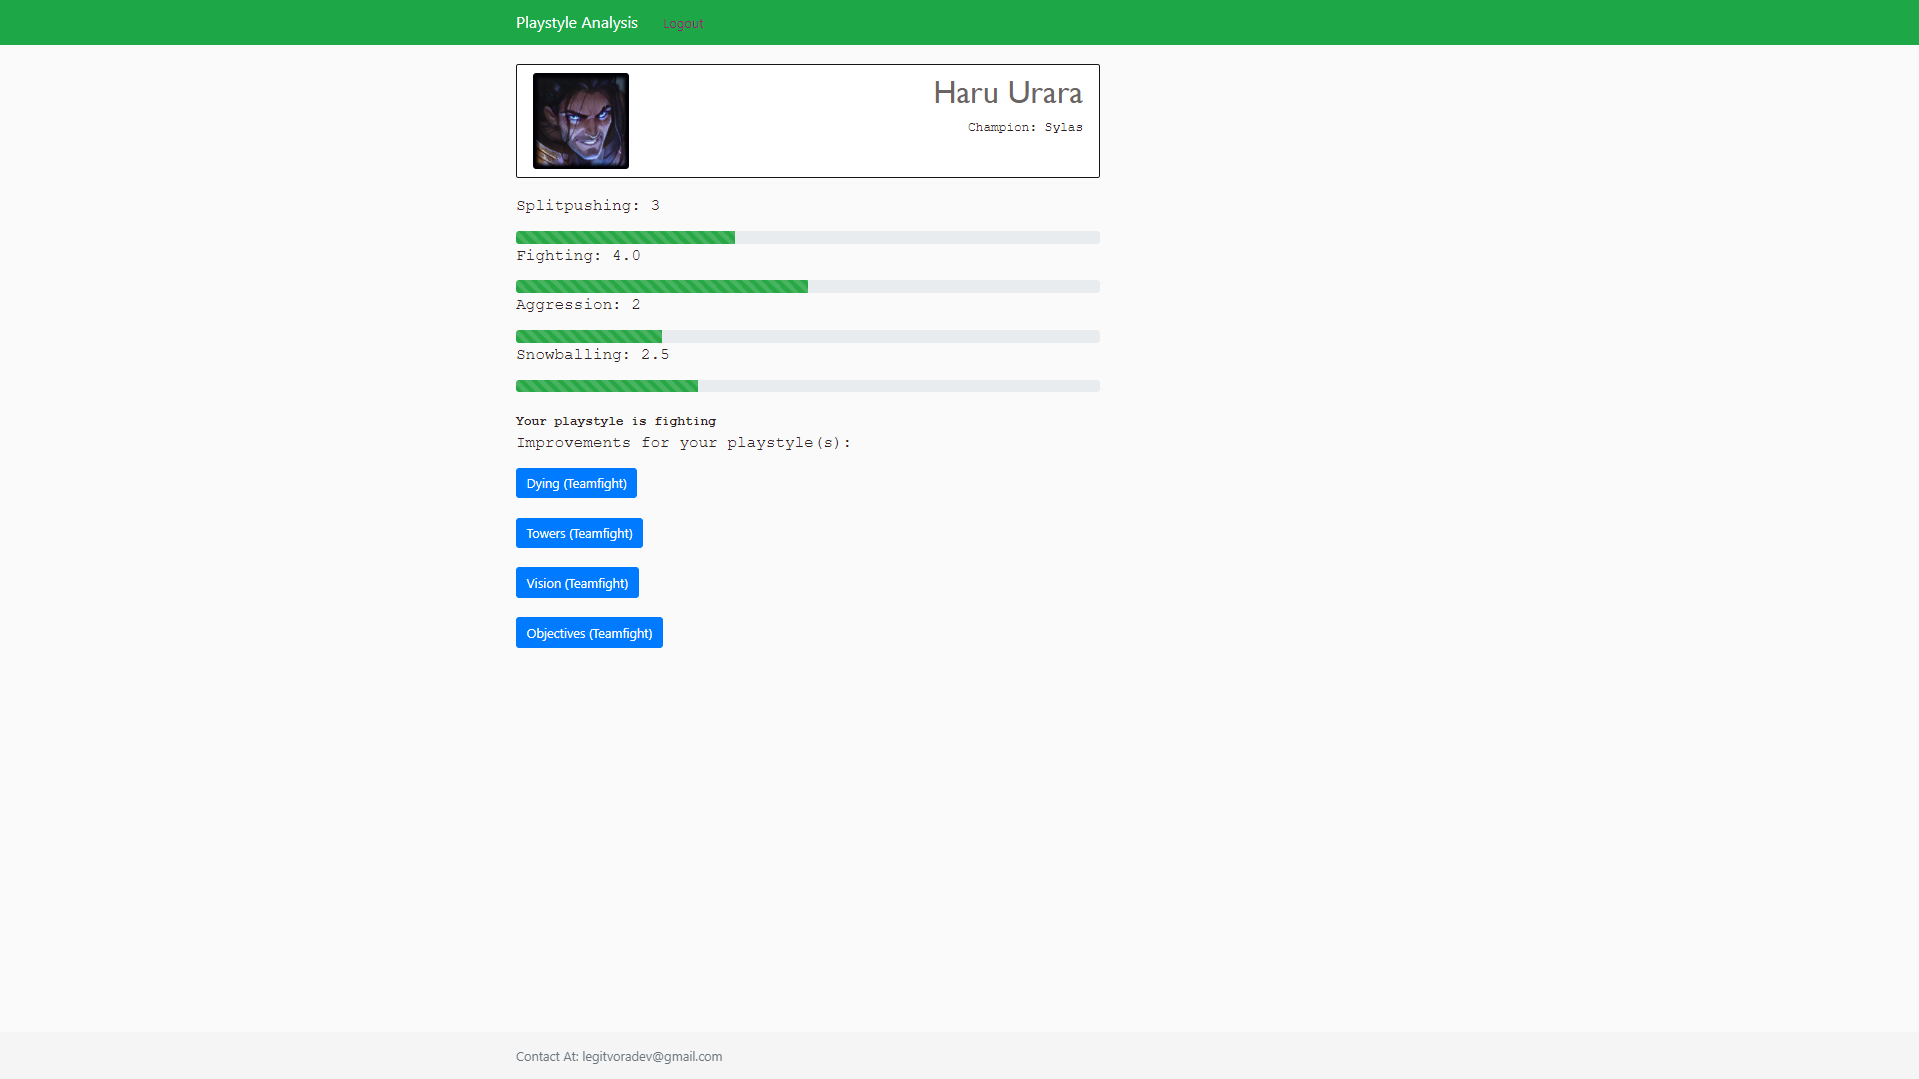 Playstyle Analysis Logout
Haru Urara
Champion: Sylas
Splitpushing: 3
Fighting: 4.0
Aggression: 2
Snowballing: 2.5
Your playstyle is fighting
Improvements for your playstyle(s):
Dying (Teamfight)
Towers (Teamfight)
Vision (Teamfight)
Objectives (Teamfight)
Contact At: legitvoradev@gmail.com